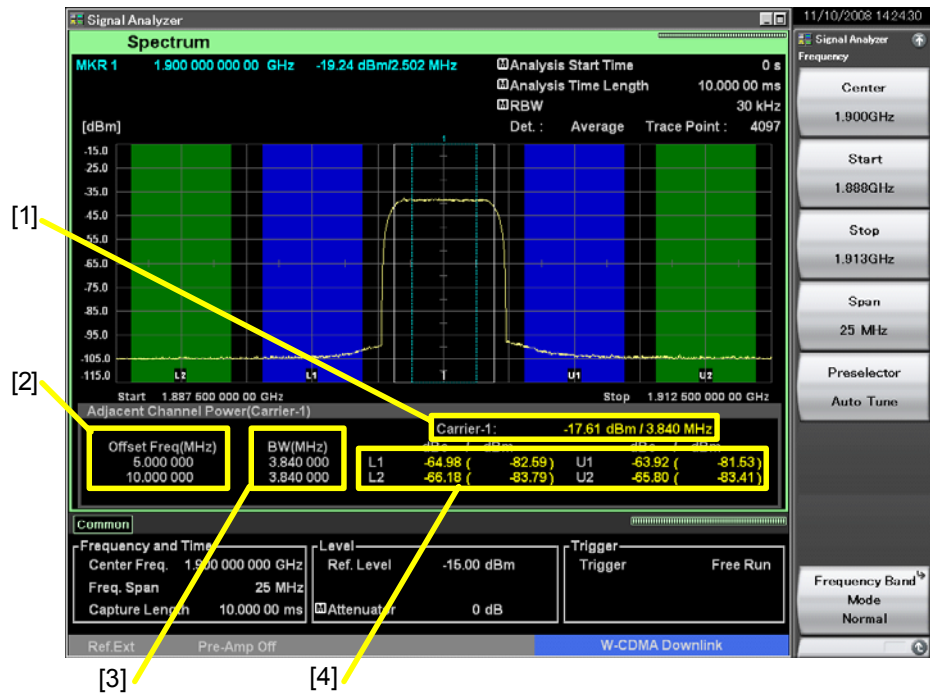 Signal Analyzer
11/10/2008 14:24:30
Spectrum
MKR 1 1.900 000 000 00 GHz -19.24 dBm/2.502 MHz
MAnalysis Start Time 0 s
MAnalysis Time Length 10.000 00 ms
MRBW 30 kHz
Det. : Average Trace Point : 4097
[dBm]
1
-15.0
-25.0
-35.0
-45.0
-55.0
-65.0
-75.0
-85.0
-95.0
-105.0
-115.0
L2 L1 T U1 U2
Start 1.887 500 000 00 GHz Stop 1.912 500 000 00 GHz
Adjacent Channel Power(Carrier-1)
Carrier-1: -17.61 dBm / 3.840 MHz
Offset Freq(MHz) BW(MHz) dBc / dBm dBc / dBm
5.000 000 3.840 000 L1 -64.98 ( -82.59) U1 -63.92 ( -81.53)
10.000 000 3.840 000 L2 -66.18 ( -83.79) U2 -65.80 ( -83.41)
Common
Frequency and Time
Center Freq. 1.900 000 000 GHz
Freq. Span 25 MHz
Capture Length 10.000 00 ms
Level
Ref. Level -15.00 dBm
MAttenuator 0 dB
Trigger
Trigger Free Run
Ref.Ext Pre-Amp Off W-CDMA Downlink
Signal Analyzer
Frequency
Center
1.900GHz
Start
1.888GHz
Stop
1.913GHz
Span
25 MHz
Preselector
Auto Tune
Frequency Band
Mode
Normal
[1]
[2]
[3]
[4]